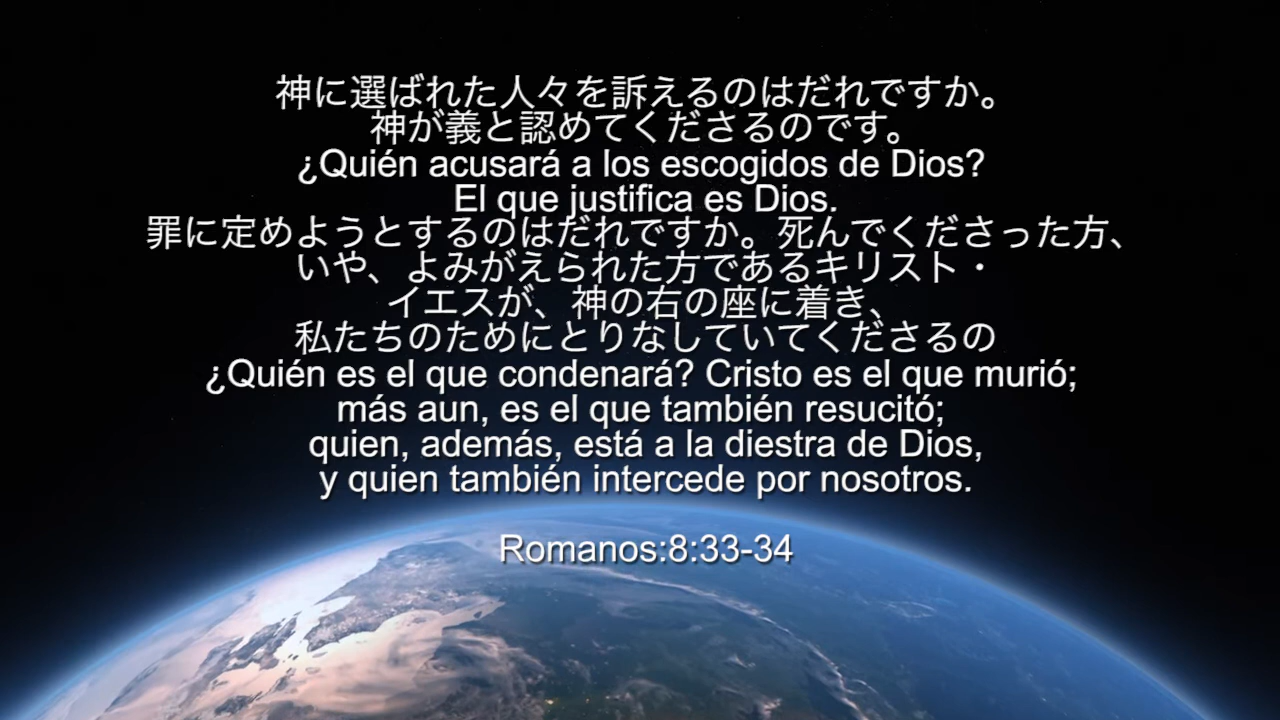 神に選ばれた人々を訴えるのはだれですか。
神が義と認めてくださるのです。
¿Quién acusará a los escogidos de Dios?
El que justifica es Dios.
罪に定めようとするのはだれですか。死んでくださった方、
いや、よみがえられた方であるキリスト・
イエスが、神の右の座に着き、
私たちのためにとりなしていてくださるの
¿Quién es el que condenará? Cristo es el que murió;
más aun, es el que también resucitó;
quien, además, está a la diestra de Dios,
y quien también intercede por nosotros.
Romanos:8:33-34